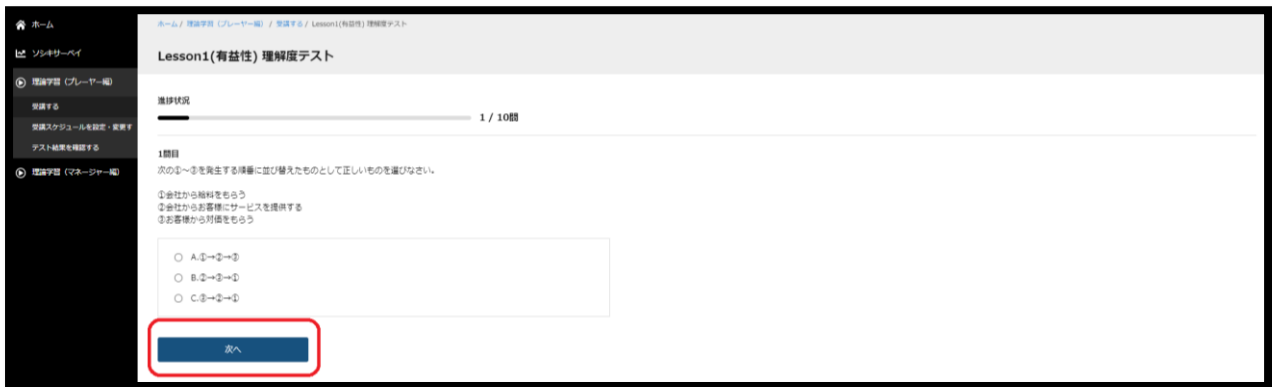 ホーム
ソシキサーベイ
理論学習（プレーヤー編）
受講する
受講スケジュールを設定・変更す
テスト結果を確認する
理論学習（マネージャー編）
ホーム / 理論学習（プレーヤー編） / 受講する / Lesson1(有益性) 理解度テスト
Lesson1(有益性) 理解度テスト
進捗状況
1 / 10問
1問目
次の①～③を発生する順番に並び替えたものとして正しいものを選びなさい。
①会社から給料をもらう
②会社からお客様にサービスを提供する
③お客様から対価をもらう
A.①→②→③
B.②→③→①
C.③→②→①
次へ